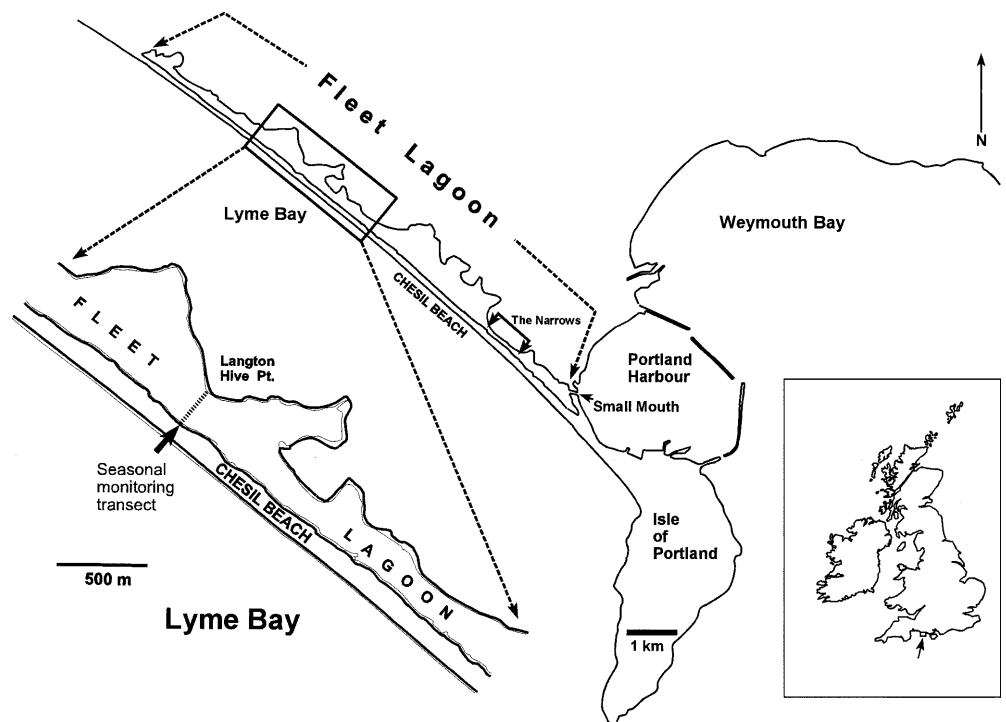 Fleet Lagoon
N
Lyme Bay
Weymouth Bay
CHESIL BEACH
The Narrows
Portland
Harbour
Small Mouth
FLEET
Langton
Hive Pt.
Seasonal
monitoring
transect
CHESIL BEACH
LAGOON
500 m
Lyme Bay
Isle
of
Portland
1 km